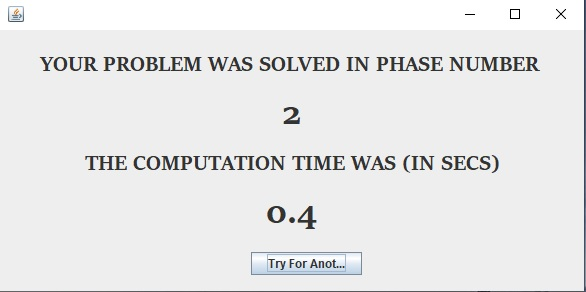 YOUR PROBLEM WAS SOLVED IN PHASE NUMBER
2
THE COMPUTATION TIME WAS (IN SECS)
0.4
Try For Anot...